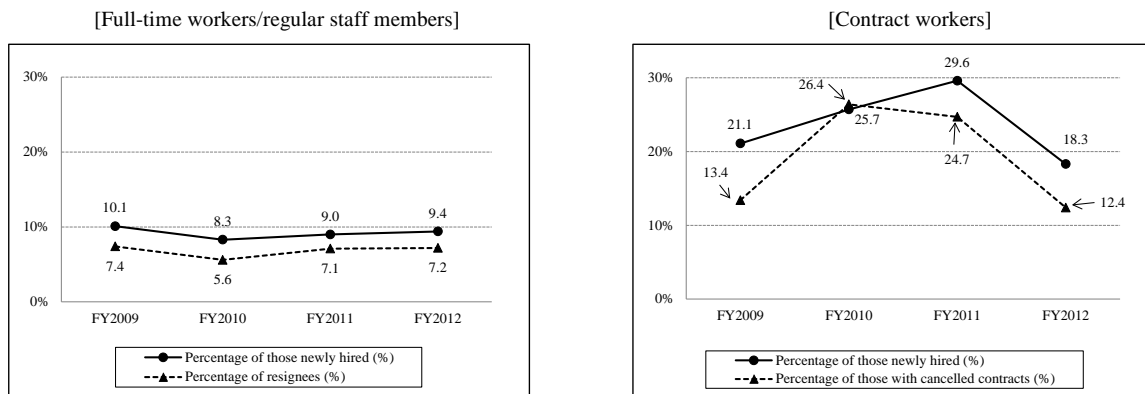 [Full-time workers/regular staff members]
30%
20%
10%
0%
10.1
8.3
9.0
9.4
7.4
5.6
7.1
7.2
FY2009
FY2010
FY2011
FY2012
Percentage of those newly hired (%)
Percentage of resignees (%)
[Contract workers]
30%
20%
10%
0%
21.1
25.7
29.6
18.3
13.4
26.4
24.7
12.4
FY2009
FY2010
FY2011
FY2012
Percentage of those newly hired (%)
Percentage of those with cancelled contracts (%)